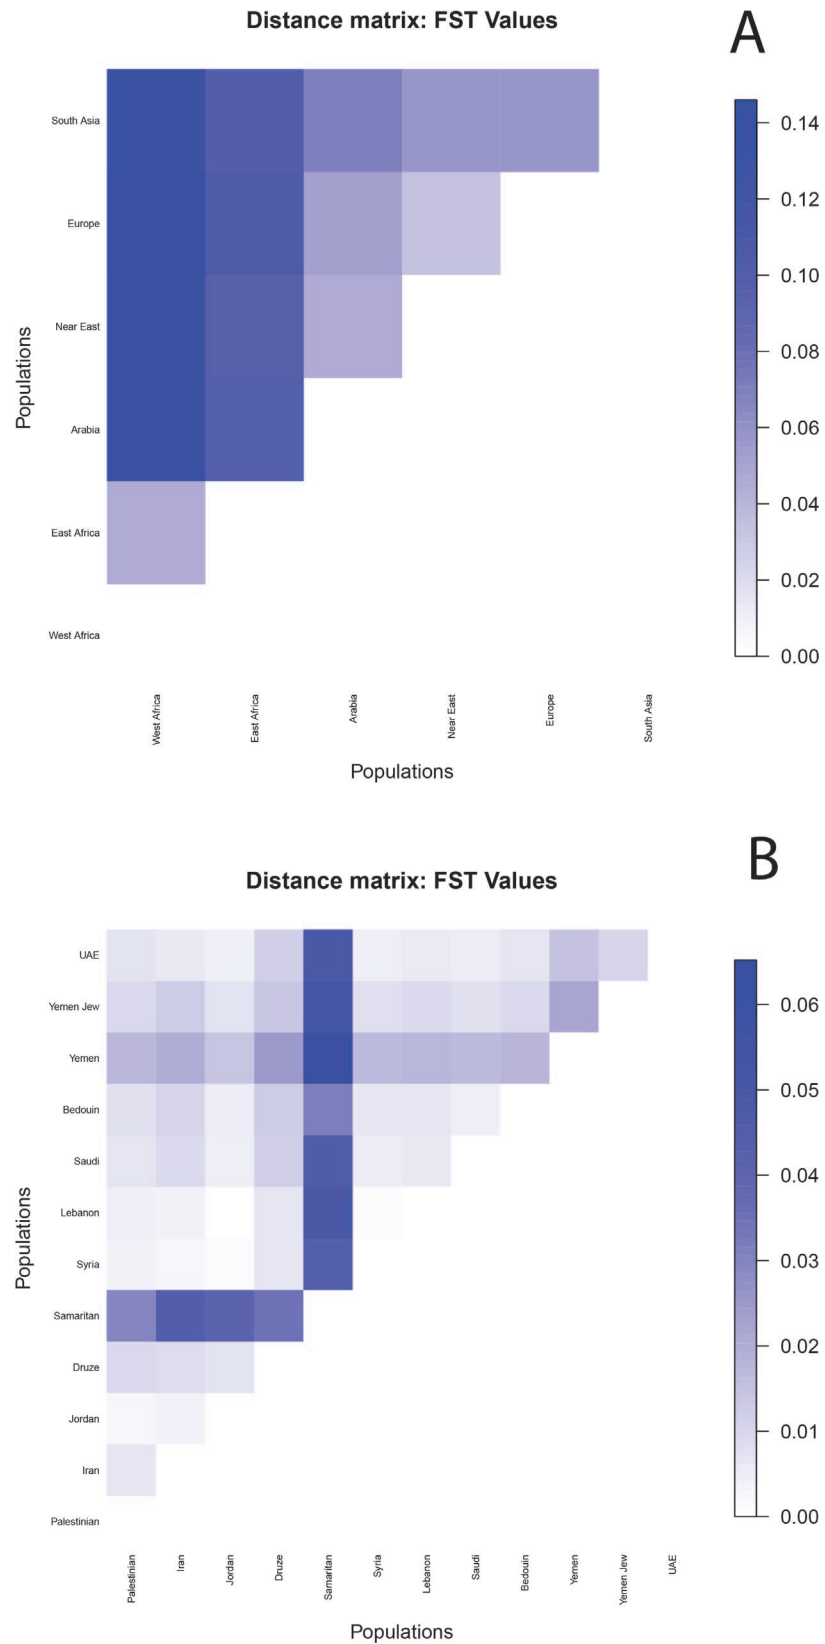 Distance matrix: FST Values
A
South Asia
Europe
Near East
Arabia
East Africa
West Africa
Populations
0.14
0.12
0.10
0.08
0.06
0.04
0.02
0.00
West Africa
East Africa
Arabia
Near East
Europe
South Asia
Populations
B
Distance matrix: FST Values
UAE
Yemen Jew
Yemen
Bedouin
Saudi
Lebanon
Syria
Samaritan
Druze
Jordan
Iran
Palestinian
Populations
0.06
0.05
0.04
0.03
0.02
0.01
0.00
Palestinian
Iran
Jordan
Druze
Samaritan
Syria
Lebanon
Saudi
Bedouin
Yemen
Yemen Jew
UAE
Populations